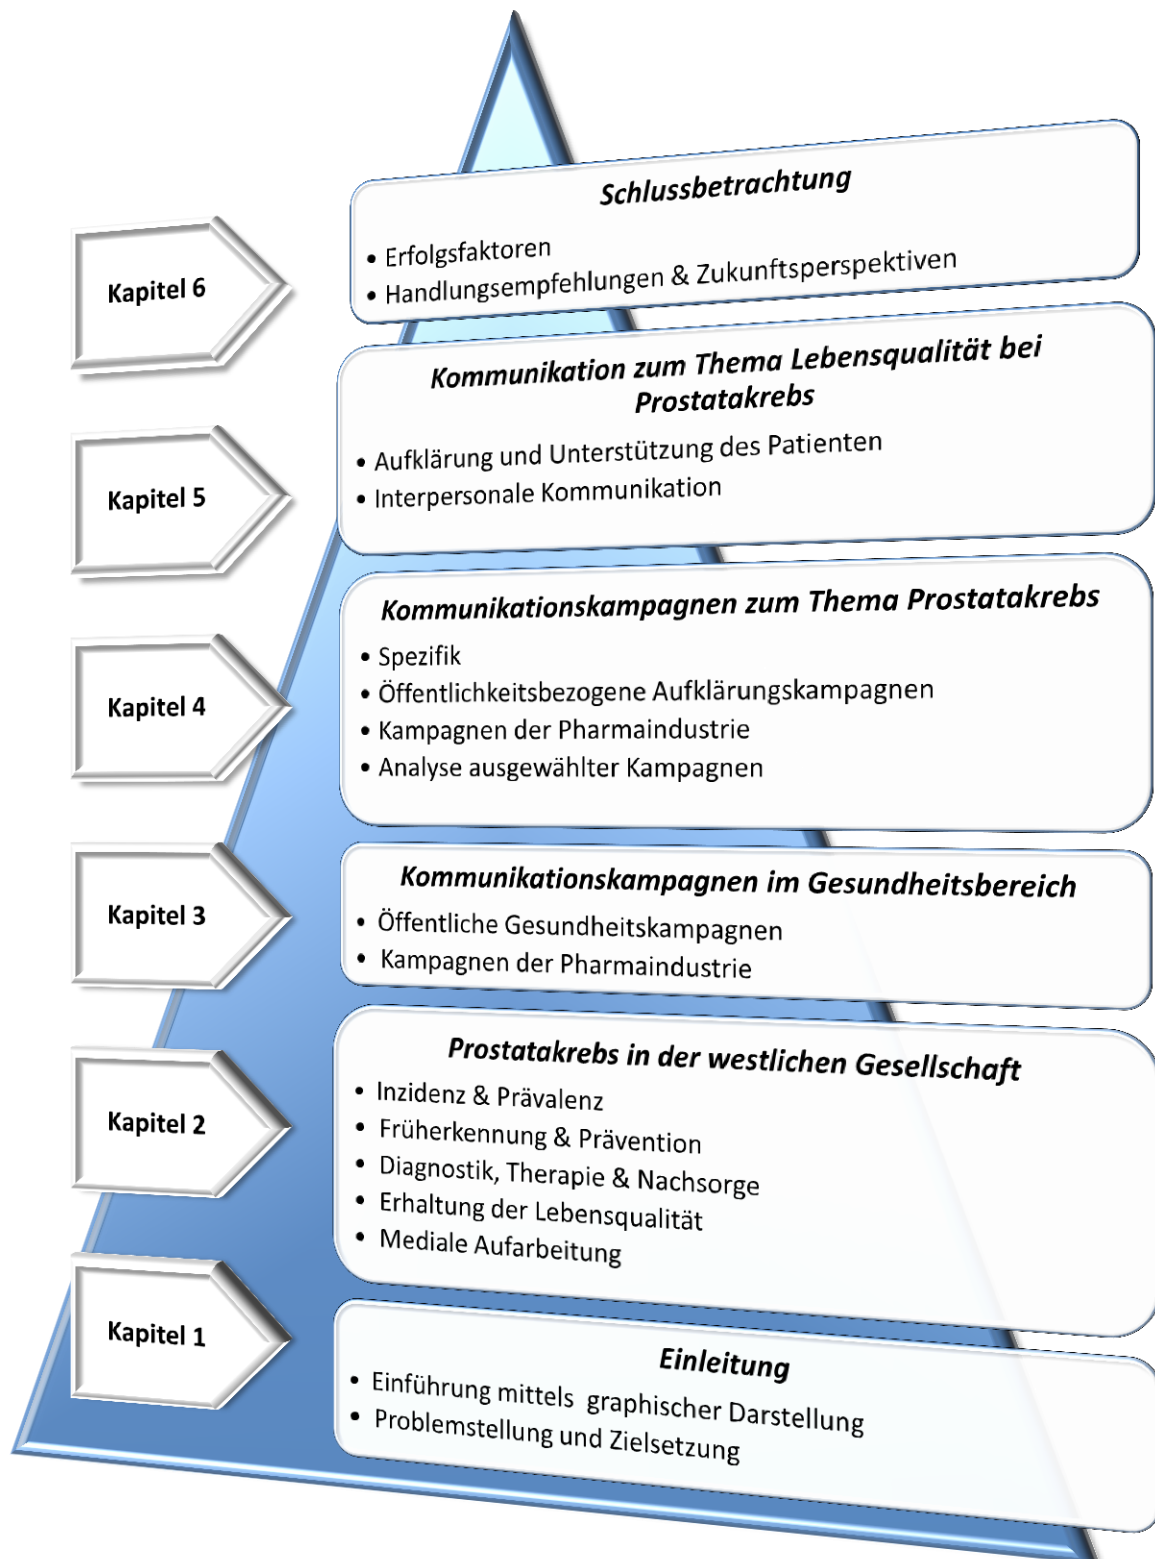 Kapitel 6
Schlussbetrachtung
• Erfolgsfaktoren
• Handlungsempfehlungen & Zukunftsperspektiven
Kapitel 5
Kommunikation zum Thema Lebensqualität bei
Prostatakrebs
• Aufklärung und Unterstützung des Patienten
• Interpersonale Kommunikation
Kapitel 4
Kommunikationskampagnen zum Thema Prostatakrebs
• Spezifik
• Öffentlichkeitsbezogene Aufklärungskampagnen
• Kampagnen der Pharmaindustrie
• Analyse ausgewählter Kampagnen
Kapitel 3
Kommunikationskampagnen im Gesundheitsbereich
• Öffentliche Gesundheitskampagnen
• Kampagnen der Pharmaindustrie
Kapitel 2
Prostatakrebs in der westlichen Gesellschaft
• Inzidenz & Prävalenz
• Früherkennung & Prävention
• Diagnostik, Therapie & Nachsorge
• Erhaltung der Lebensqualität
• Mediale Aufarbeitung
Kapitel 1
Einleitung
• Einführung mittels graphischer Darstellung
• Problemstellung und Zielsetzung